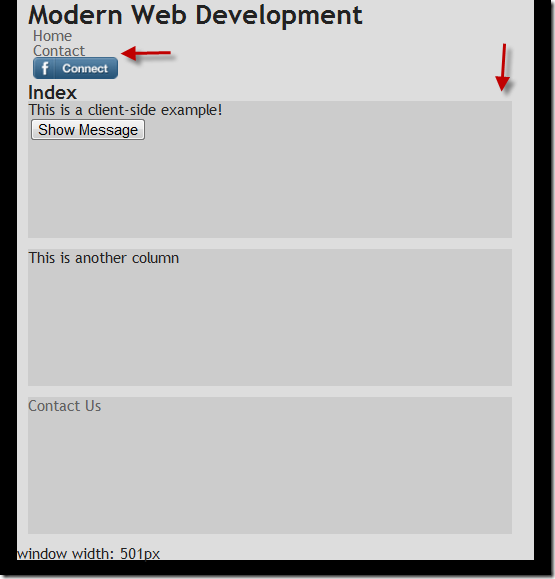 Modern Web Development
Home
Contact
f Connect
Index
This is a client-side example!
Show Message
This is another column
Contact Us
window width: 501px